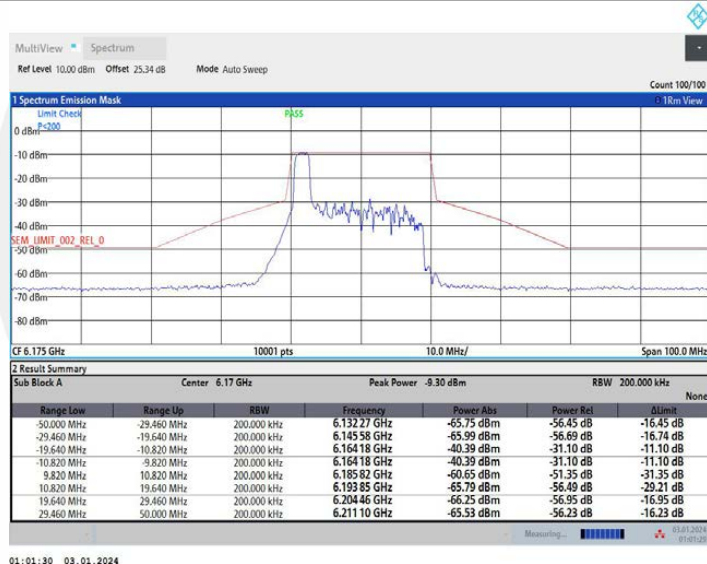 MultiView Spectrum
Ref Level 10.00 dBm Offset 25.34 dB Mode Auto Sweep
Count 100/100
1 Spectrum Emission Mask 1Rm View
Limit Check PASS
P<200
0 dBm
-10 dBm
-20 dBm
-30 dBm
-40 dBm
SEM_LIMIT_002_REL_0
-50 dBm
-60 dBm
-70 dBm
-80 dBm
CF 6.175 GHz 10001 pts 10.0 MHz/ Span 100.0 MHz
2 Result Summary
Sub Block A Center 6.17 GHz Peak Power -9.30 dBm RBW 200.000 kHz
None
Range Low Range Up RBW Frequency Power Abs Power Rel ΔLimit
-50.000 MHz -29.460 MHz 200.000 kHz 6.132 27 GHz -65.75 dBm -56.45 dB -16.45 dB
-29.460 MHz -19.640 MHz 200.000 kHz 6.145 58 GHz -65.99 dBm -56.69 dB -16.74 dB
-19.640 MHz -10.820 MHz 200.000 kHz 6.164 18 GHz -40.39 dBm -31.10 dB -11.10 dB
-10.820 MHz -9.820 MHz 200.000 kHz 6.164 18 GHz -40.39 dBm -31.10 dB -11.10 dB
9.820 MHz 10.820 MHz 200.000 kHz 6.185 82 GHz -60.65 dBm -51.35 dB -31.35 dB
10.820 MHz 19.640 MHz 200.000 kHz 6.193 85 GHz -65.79 dBm -56.49 dB -29.21 dB
19.640 MHz 29.460 MHz 200.000 kHz 6.204 46 GHz -66.25 dBm -56.95 dB -16.95 dB
29.460 MHz 50.000 MHz 200.000 kHz 6.211 10 GHz -65.53 dBm -56.23 dB -16.23 dB
Measuring... 03.01.2024
01:01:29
01:01:30 03.01.2024